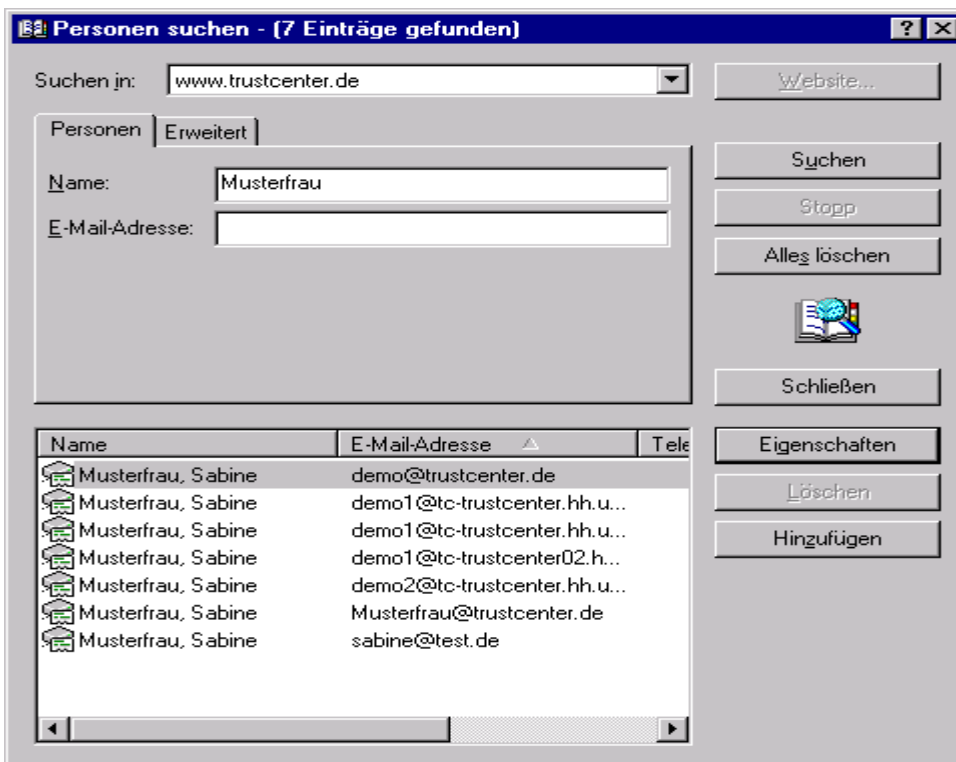 Personen suchen - (7 Einträge gefunden)
Suchen in: www.trustcenter.de Website...
Personen Erweitert
Name: Musterfrau
E-Mail-Adresse:
Suchen
Stopp
Alles löschen
Schließen
Eigenschaften
Löschen
Hinzufügen
Name E-Mail-Adresse Tele
Musterfrau, Sabine demo@trustcenter.de
Musterfrau, Sabine demo1@tc-trustcenter.hh.u...
Musterfrau, Sabine demo1@tc-trustcenter.hh.u...
Musterfrau, Sabine demo1@tc-trustcenter02.h...
Musterfrau, Sabine demo2@tc-trustcenter.hh.u...
Musterfrau, Sabine Musterfrau@trustcenter.de
Musterfrau, Sabine sabine@test.de